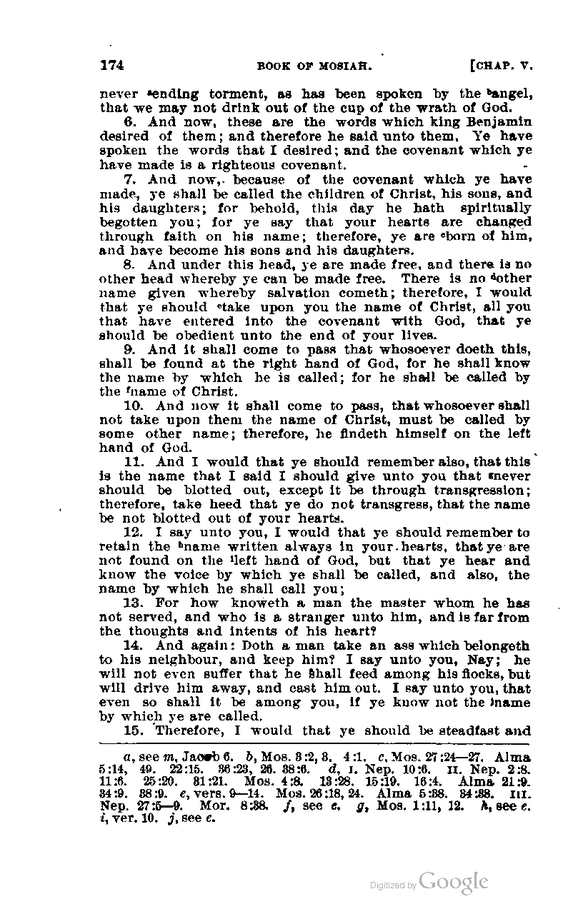 174 BOOK OF MOSIAH. [CHAP. V.
never ᵃending torment, as has been spoken by the ᵇangel,
that we may not drink out of the cup of the wrath of God.
6. And now, these are the words which king Benjamin
desired of them; and therefore he said unto them, Ye have
spoken the words that I desired; and the covenant which ye
have made is a righteous covenant.
7. And now, because of the covenant which ye have
made, ye shall be called the children of Christ, his sons, and
his daughters; for behold, this day he hath spiritually
begotten you; for ye say that your hearts are changed
through faith on his name; therefore, ye are ᶜborn of him,
and have become his sons and his daughters.
8. And under this head, ye are made free, and there is no
other head whereby ye can be made free. There is no ᵈother
name given whereby salvation cometh; therefore, I would
that ye should ᵉtake upon you the name of Christ, all you
that have entered into the covenant with God, that ye
should be obedient unto the end of your lives.
9. And it shall come to pass that whosoever doeth this,
shall be found at the right hand of God, for he shall know
the name by which he is called; for he shall be called by
the ᶠname of Christ.
10. And now it shall come to pass, that whosoever shall
not take upon them the name of Christ, must be called by
some other name; therefore, he findeth himself on the left
hand of God.
11. And I would that ye should remember also, that this
is the name that I said I should give unto you that ᵍnever
should be blotted out, except it be through transgression;
therefore, take heed that ye do not transgress, that the name
be not blotted out of your hearts.
12. I say unto you, I would that ye should remember to
retain the ʰname written always in your hearts, that ye are
not found on the ⁱleft hand of God, but that ye hear and
know the voice by which ye shall be called, and also, the
name by which he shall call you;
13. For how knoweth a man the master whom he has
not served, and who is a stranger unto him, and is far from
the thoughts and intents of his heart?
14. And again: Doth a man take an ass which belongeth
to his neighbour, and keep him? I say unto you, Nay; he
will not even suffer that he shall feed among his flocks, but
will drive him away, and cast him out. I say unto you, that
even so shall it be among you, if ye know not the ʲname
by which ye are called.
15. Therefore, I would that ye should be steadfast and
a, see m, Jacob 6. b, Mos. 3:2, 3. 4:1. c, Mos. 27:24—27. Alma
5:14, 49. 22:15. 36:23, 26. 38:6. d, I. Nep. 10:6. II. Nep. 2:8.
11:6. 25:20. 31:21. Mos. 4:8. 13:28. 15:19. 16:4. Alma 21:9.
34:9. 38:9. e, vers. 9—14. Mos. 26:18, 24. Alma 5:38. 34:38. III.
Nep. 27:5—9. Mor. 8:38. f, see e. g, Mos. 1:11, 12. h, see e.
i, ver. 10. j, see e.
Digitized by Google